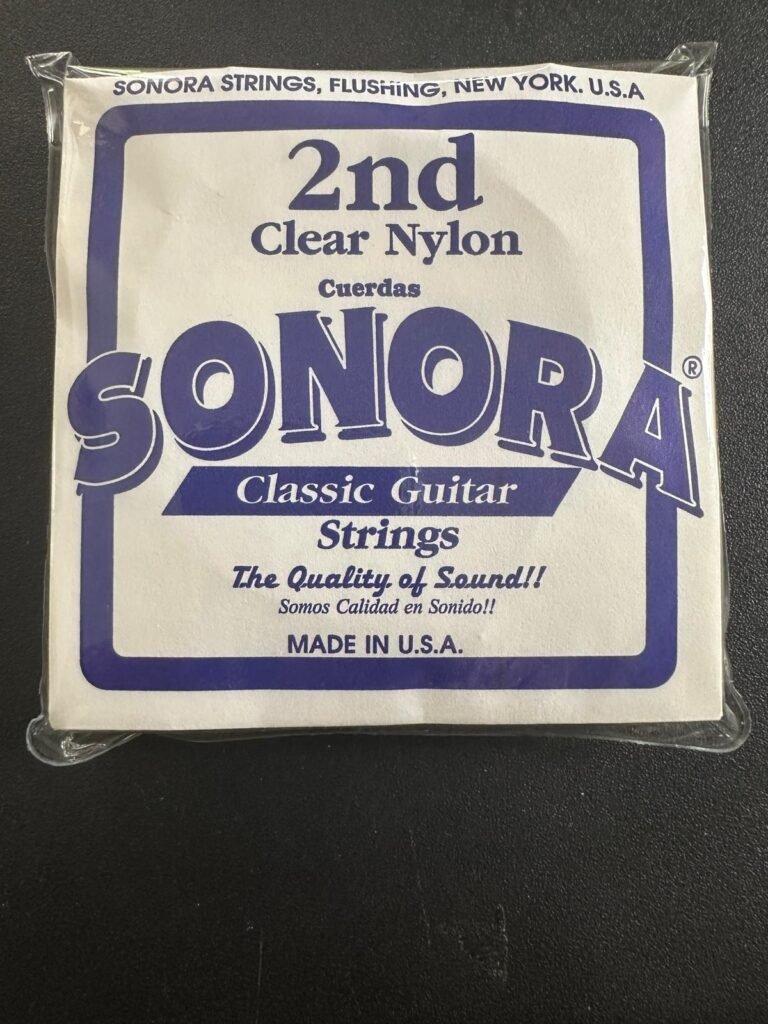 SONORA STRINGS, FLUSHING, NEW YORK. U.S.A
2nd
Clear Nylon
Cuerdas
SONORA®
Classic Guitar
Strings
The Quality of Sound!!
Somos Calidad en Sonido!!
MADE IN U.S.A.